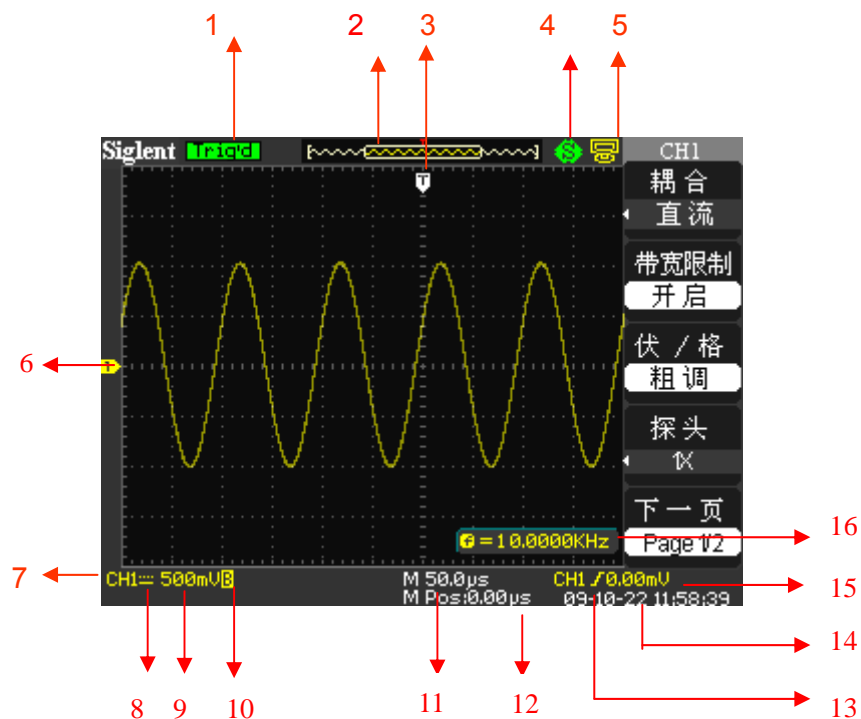 1 2 3 4 5
Siglent Trig'd T CH1
T
耦合
直流
带宽限制
开启
伏 / 格
粗调
探头
1X
下一页
Page 1/2
6 1
f = 10.0000KHz 16
7 CH1 500mV B M 50.0μs CH1 0.00mV 15
M Pos:0.00μs 09-10-22 11:58:39 14
8 9 10 11 12 13